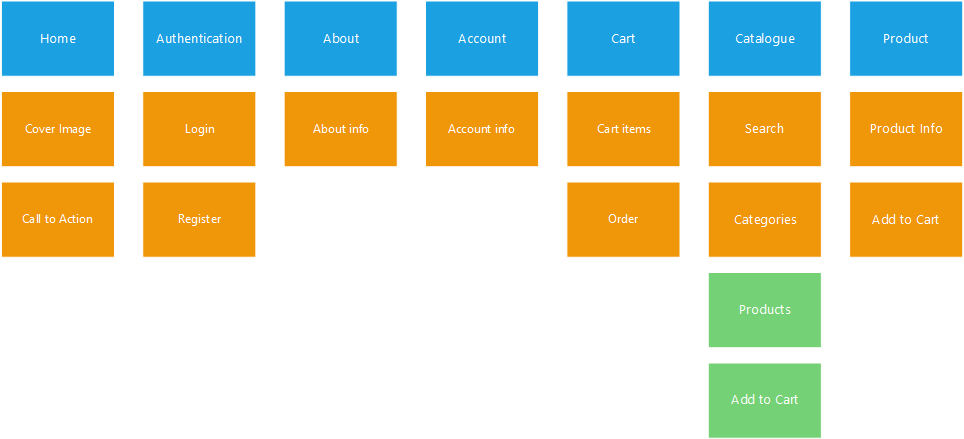 Home
Authentication
About
Account
Cart
Catalogue
Product
Cover Image
Login
About info
Account info
Cart items
Search
Product Info
Call to Action
Register
Order
Categories
Add to Cart
Products
Add to Cart